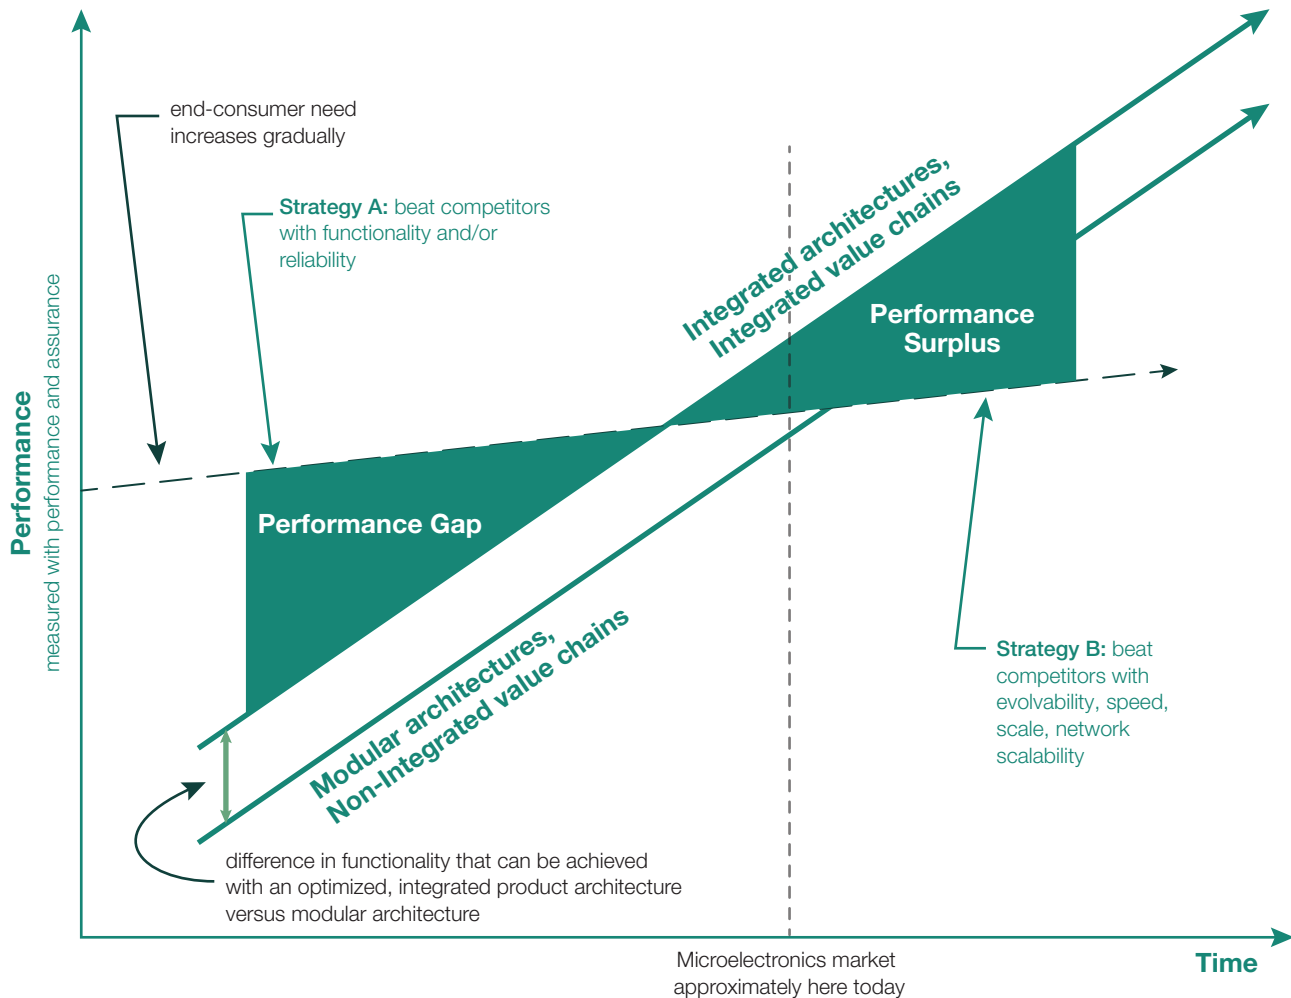 end-consumer need
increases gradually
Strategy A: beat competitors
with functionality and/or
reliability
Integrated architectures,
Integrated value chains
Performance
Surplus
Performance
measured with performance and assurance
Performance Gap
Modular architectures,
Non-Integrated value chains
Strategy B: beat
competitors with
evolvability, speed,
scale, network
scalability
difference in functionality that can be achieved
with an optimized, integrated product architecture
versus modular architecture
Microelectronics market
approximately here today
Time